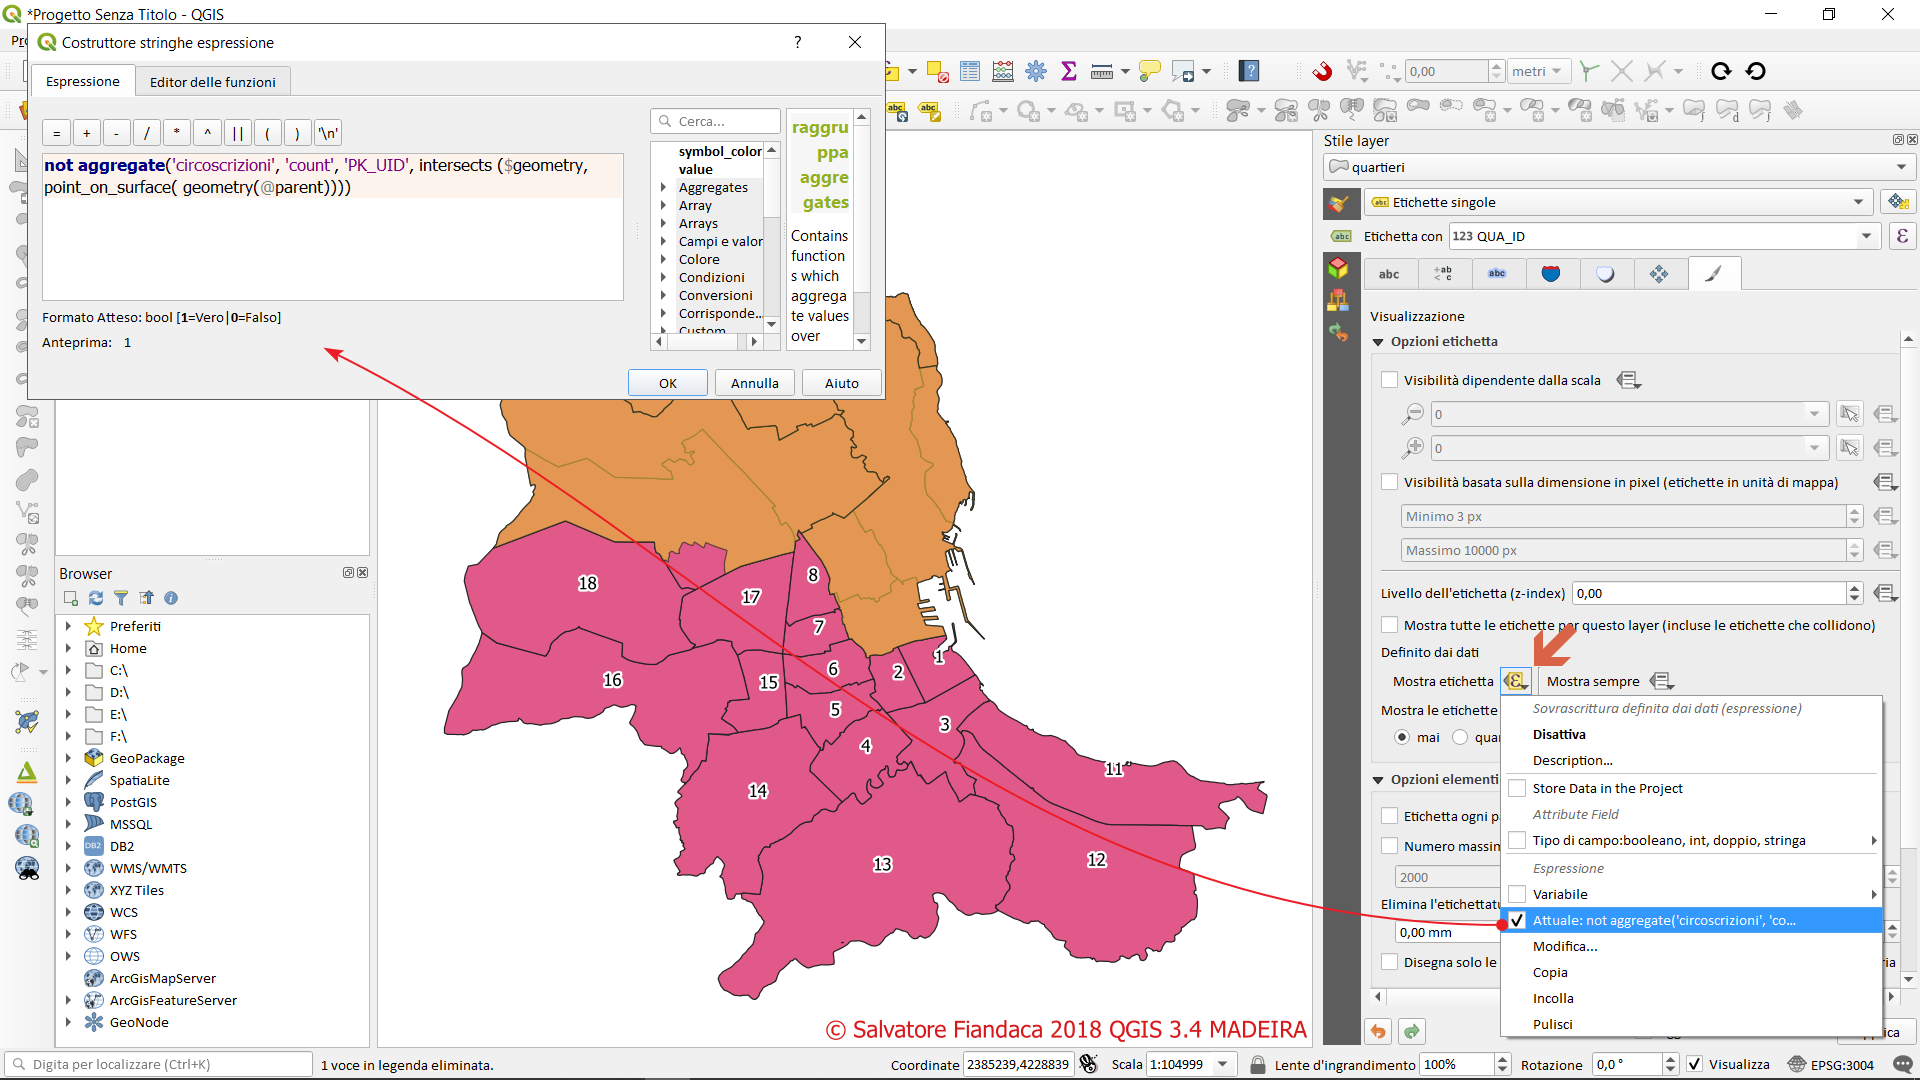 *Progetto Senza Titolo - QGIS
Costruttore stringhe espressione
?
Espressione
Editor delle funzioni
= + - / * ^ || ( ) '\n'
not aggregate('circoscrizioni', 'count', 'PK_UID', intersects ($geometry,
point_on_surface( geometry(@parent))))
Formato Atteso: bool [1=Vero|0=Falso]
Anteprima: 1
Cerca...
symbol_color
value
Aggregates
Array
Arrays
Campi e valor
Colore
Condizioni
Conversioni
Corrisponde...
Custom
raggru
ppa
aggre
gates
Contains
function
s which
aggrega
te values
over
OK
Annulla
Aiuto
0,00
metri
Stile layer
quartieri
abc Etichette singole
abc Etichetta con 123 QUA_ID
Visualizzazione
Opzioni etichetta
Visibilità dipendente dalla scala
0
0
Visibilità basata sulla dimensione in pixel (etichette in unità di mappa)
Minimo 3 px
Massimo 10000 px
Livello dell'etichetta (z-index) 0,00
Mostra tutte le etichette per questo layer (incluse le etichette che collidono)
Definito dai dati
Mostra etichetta
Mostra sempre
Mostra le etichette
mai
qua
Opzioni elementi
Etichetta ogni p
Numero massim
2000
Elimina l'etichettatu
0,00 mm
Disegna solo le
ria
Sovrascrittura definita dai dati (espressione)
Disattiva
Description...
Store Data in the Project
Attribute Field
Tipo di campo:booleano, int, doppio, stringa
Espressione
Variabile
Attuale: not aggregate('circoscrizioni', 'co...
Modifica...
Copia
Incolla
Pulisci
ica
Browser
Preferiti
Home
C:\
D:\
E:\
F:\
GeoPackage
SpatiaLite
PostGIS
MSSQL
DB2 DB2
WMS/WMTS
XYZ Tiles
WCS
WFS
OWS
ArcGisMapServer
ArcGisFeatureServer
GeoNode
18
17
8
7
16
15
6
2
1
5
3
4
14
11
13
12
© Salvatore Fiandaca 2018 QGIS 3.4 MADEIRA
Digita per localizzare (Ctrl+K)
1 voce in legenda eliminata.
Coordinate 2385239,4228839
Scala 1:104999
Lente d'ingrandimento 100%
Rotazione 0,0 °
Visualizza
EPSG:3004